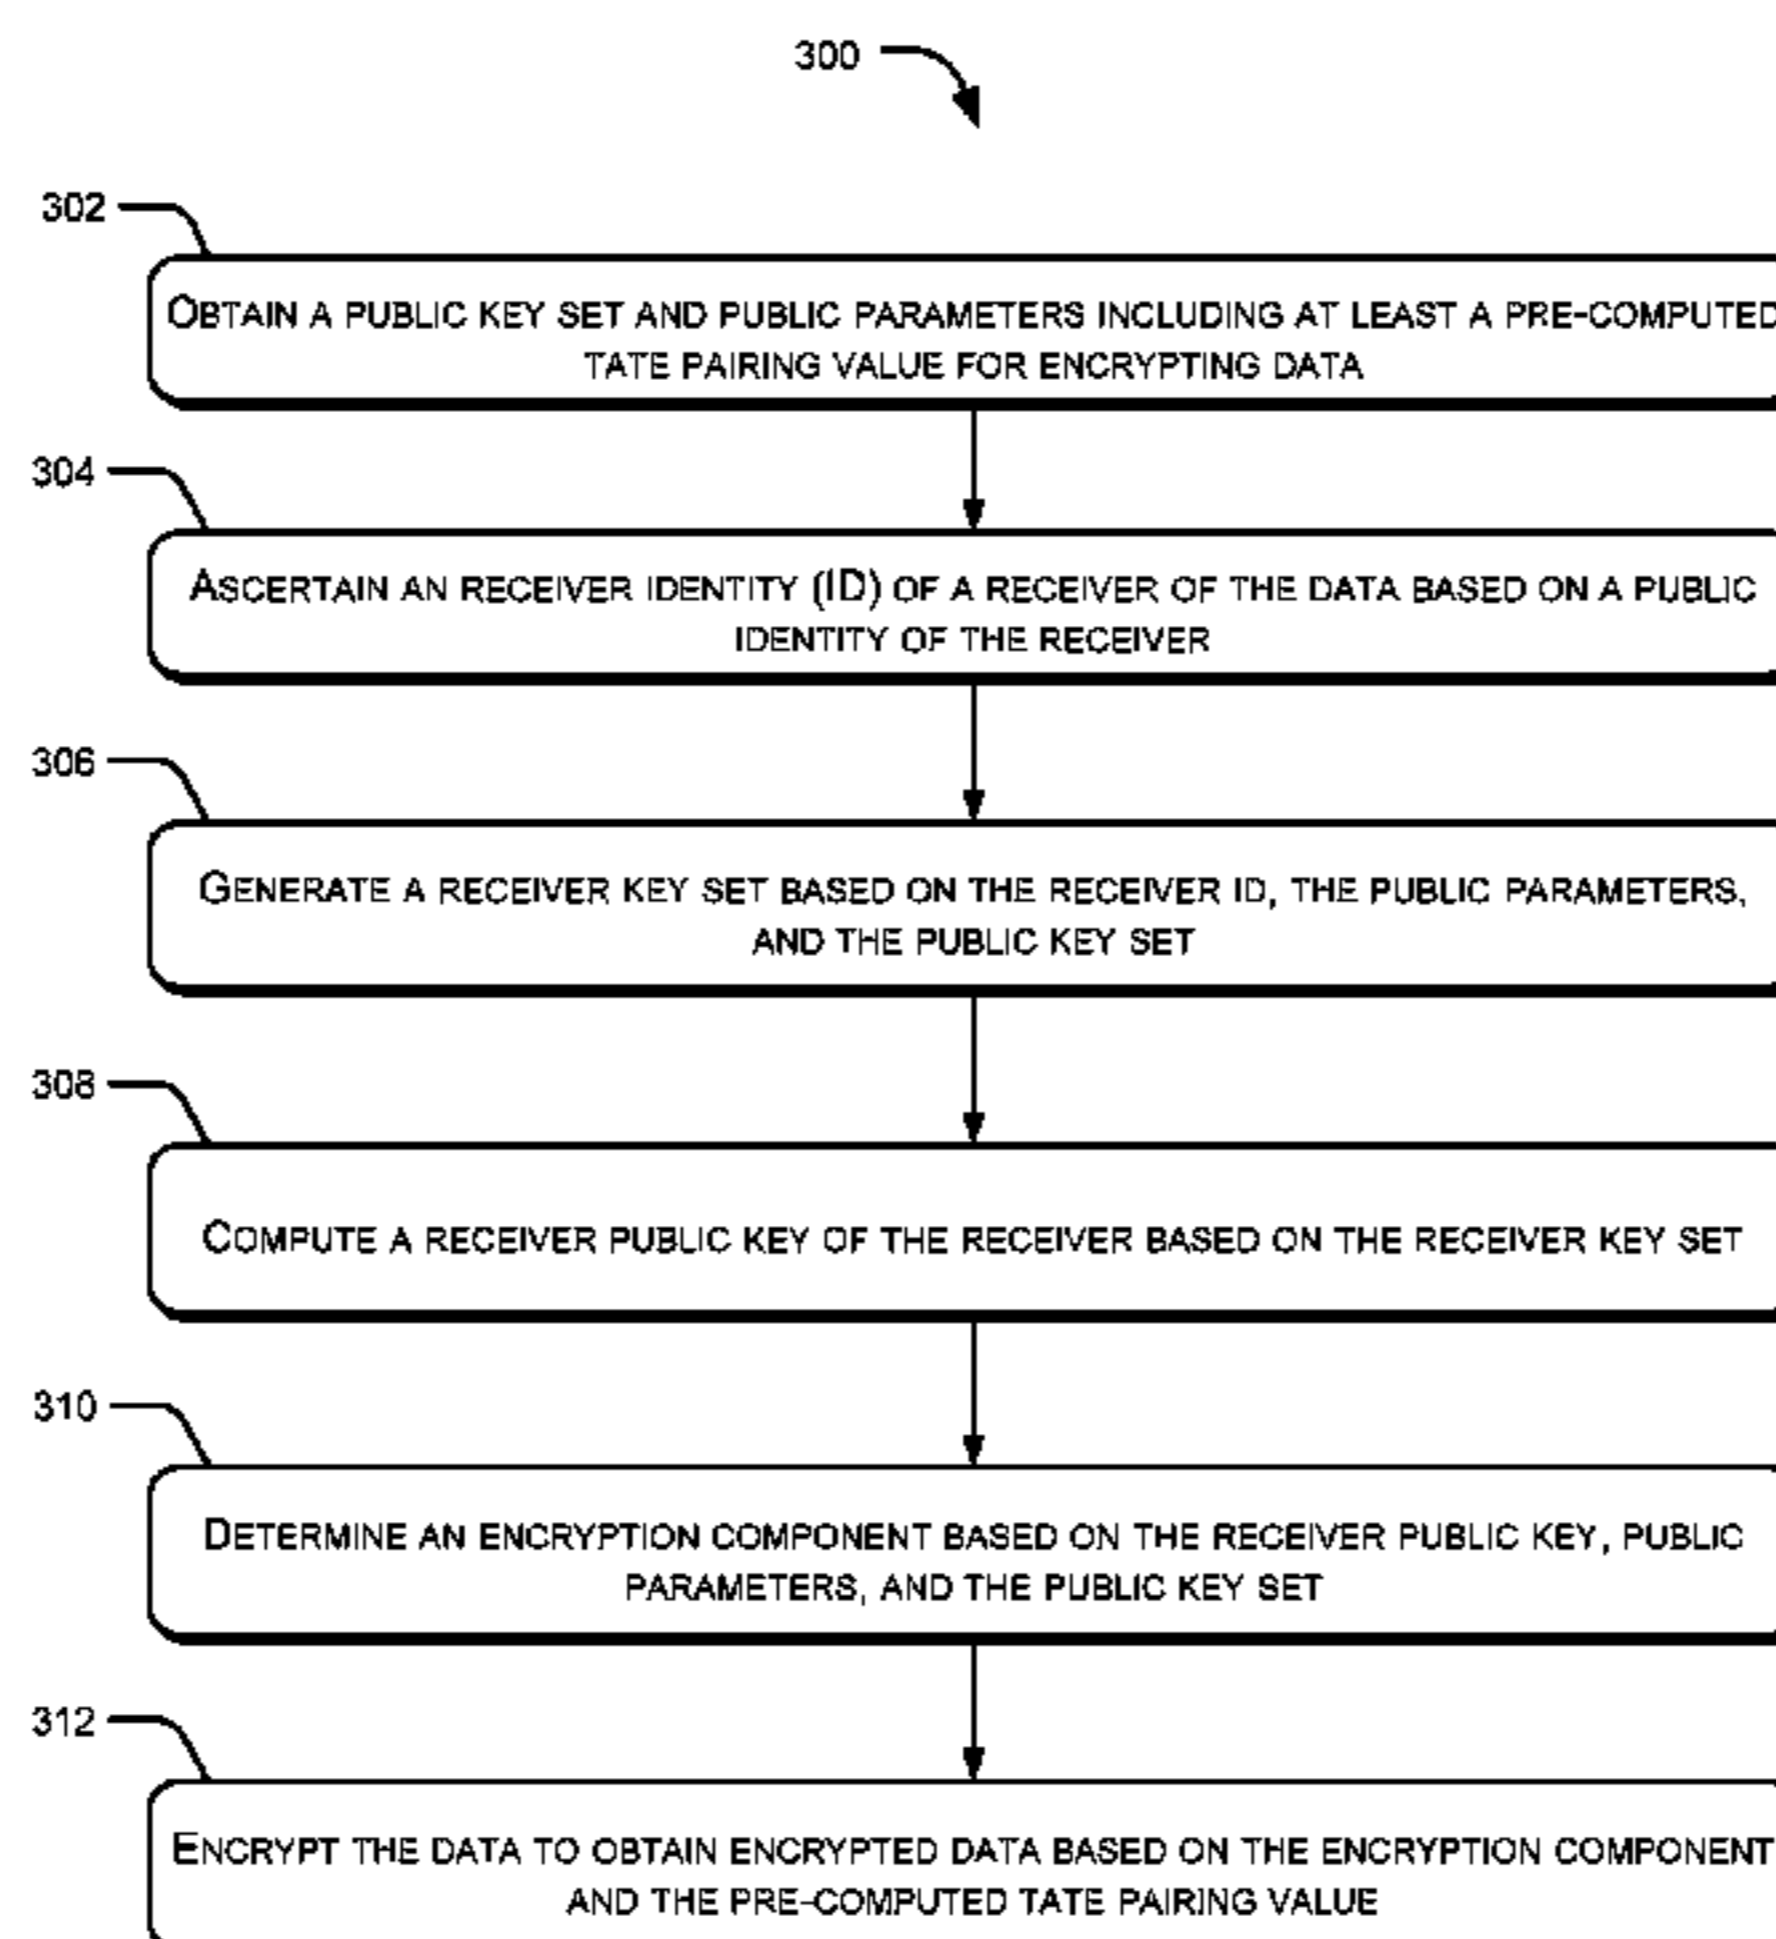 300
302
OBTAIN A PUBLIC KEY SET AND PUBLIC PARAMETERS INCLUDING AT LEAST A PRE-COMPUTED
TATE PAIRING VALUE FOR ENCRYPTING DATA
304
ASCERTAIN AN RECEIVER IDENTITY (ID) OF A RECEIVER OF THE DATA BASED ON A PUBLIC
IDENTITY OF THE RECEIVER
306
GENERATE A RECEIVER KEY SET BASED ON THE RECEIVER ID, THE PUBLIC PARAMETERS,
AND THE PUBLIC KEY SET
308
COMPUTE A RECEIVER PUBLIC KEY OF THE RECEIVER BASED ON THE RECEIVER KEY SET
310
DETERMINE AN ENCRYPTION COMPONENT BASED ON THE RECEIVER PUBLIC KEY, PUBLIC
PARAMETERS, AND THE PUBLIC KEY SET
312
ENCRYPT THE DATA TO OBTAIN ENCRYPTED DATA BASED ON THE ENCRYPTION COMPONENT
AND THE PRE-COMPUTED TATE PAIRING VALUE